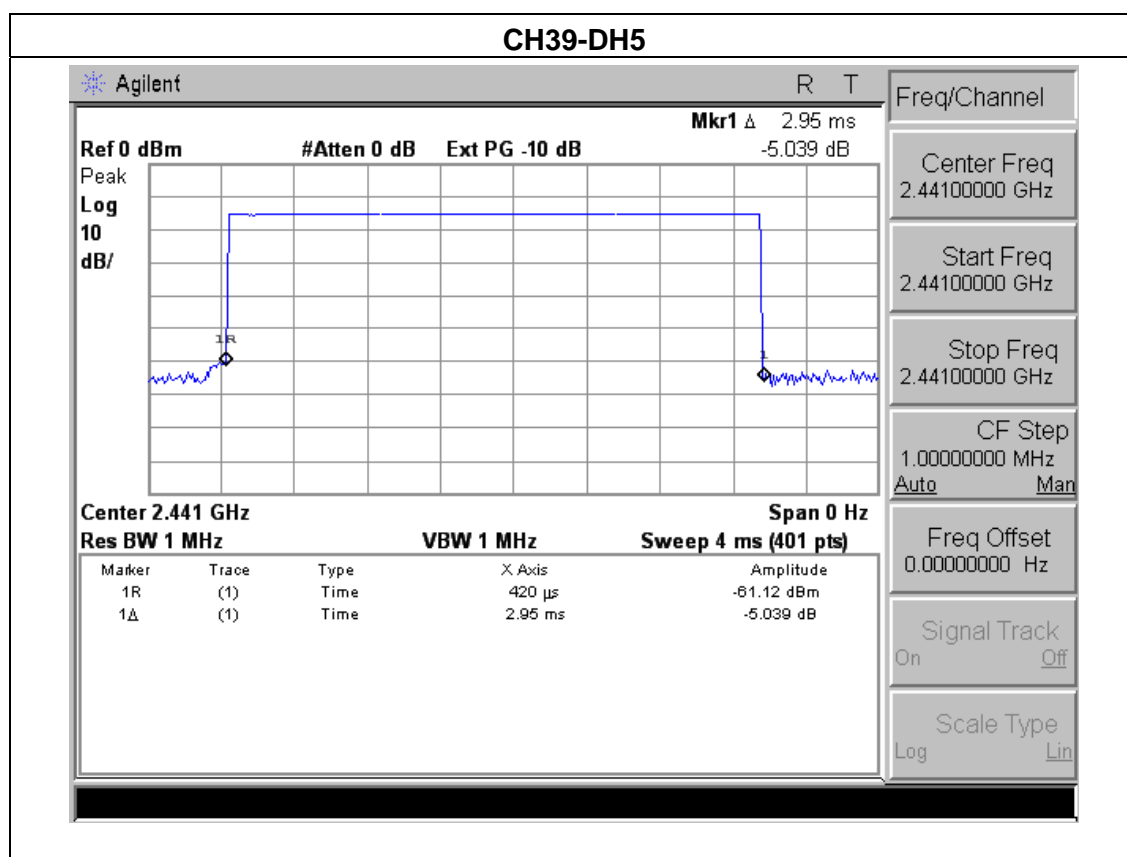 CH39-DH5
Agilent R T
Mkr1 Δ 2.95 ms
Ref 0 dBm #Atten 0 dB Ext PG -10 dB -5.039 dB
Peak
Log
10
dB/
1R
1
Center 2.441 GHz Span 0 Hz
Res BW 1 MHz VBW 1 MHz Sweep 4 ms (401 pts)
Marker Trace Type X Axis Amplitude
1R (1) Time 420 µs -61.12 dBm
1Δ (1) Time 2.95 ms -5.039 dB
Freq/Channel
Center Freq
2.44100000 GHz
Start Freq
2.44100000 GHz
Stop Freq
2.44100000 GHz
CF Step
1.00000000 MHz
Auto Man
Freq Offset
0.00000000 Hz
Signal Track
On Off
Scale Type
Log Lin